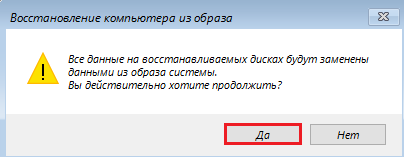 Восстановление компьютера из образа
Все данные на восстанавливаемых дисках будут заменены
данными из образа системы.
Вы действительно хотите продолжить?
Да
Нет